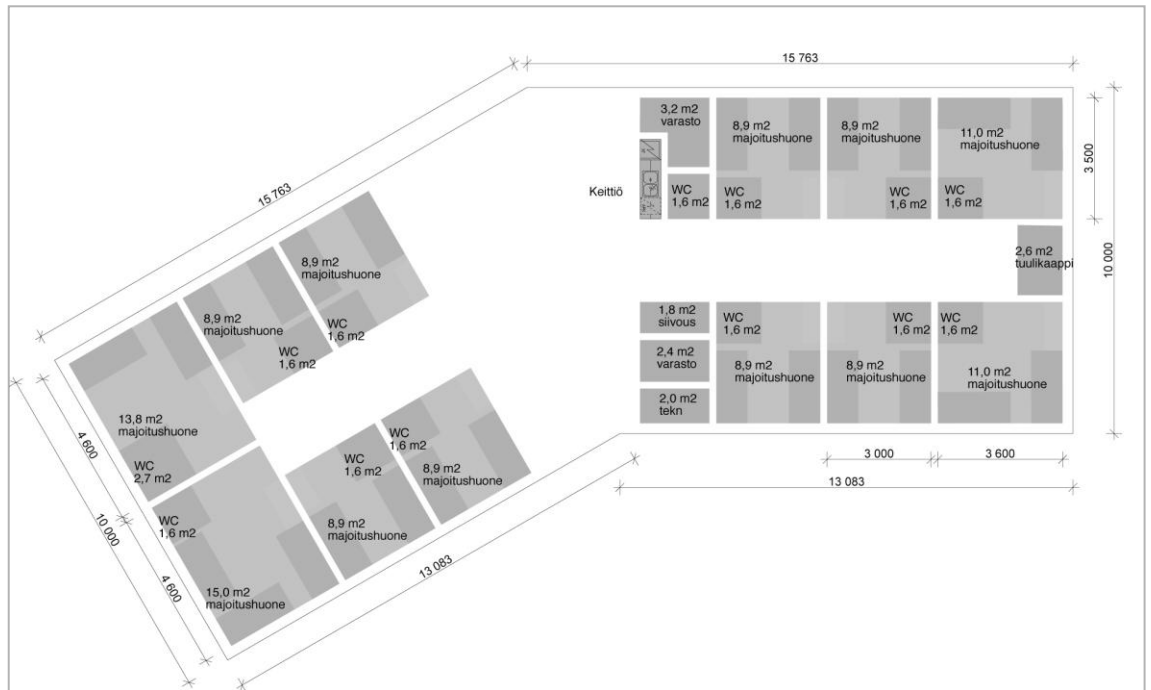 15 763
3,2 m2
varasto
8,9 m2
majoitushuone
8,9 m2
majoitushuone
11,0 m2
majoitushuone
3 500
10 000
Keittiö
WC
1,6 m2
WC
1,6 m2
WC
1,6 m2
WC
1,6 m2
2,6 m2
tuulikaappi
1,8 m2
siivous
2,4 m2
varasto
2,0 m2
tekn
WC
1,6 m2
WC
1,6 m2
WC
1,6 m2
8,9 m2
majoitushuone
8,9 m2
majoitushuone
11,0 m2
majoitushuone
3 000
3 600
13 083
15 763
8,9 m2
majoitushuone
WC
1,6 m2
8,9 m2
majoitushuone
WC
1,6 m2
13,8 m2
majoitushuone
WC
2,7 m2
WC
1,6 m2
15,0 m2
majoitushuone
WC
1,6 m2
8,9 m2
majoitushuone
WC
1,6 m2
8,9 m2
majoitushuone
4 600
10 000
4 600
13 083